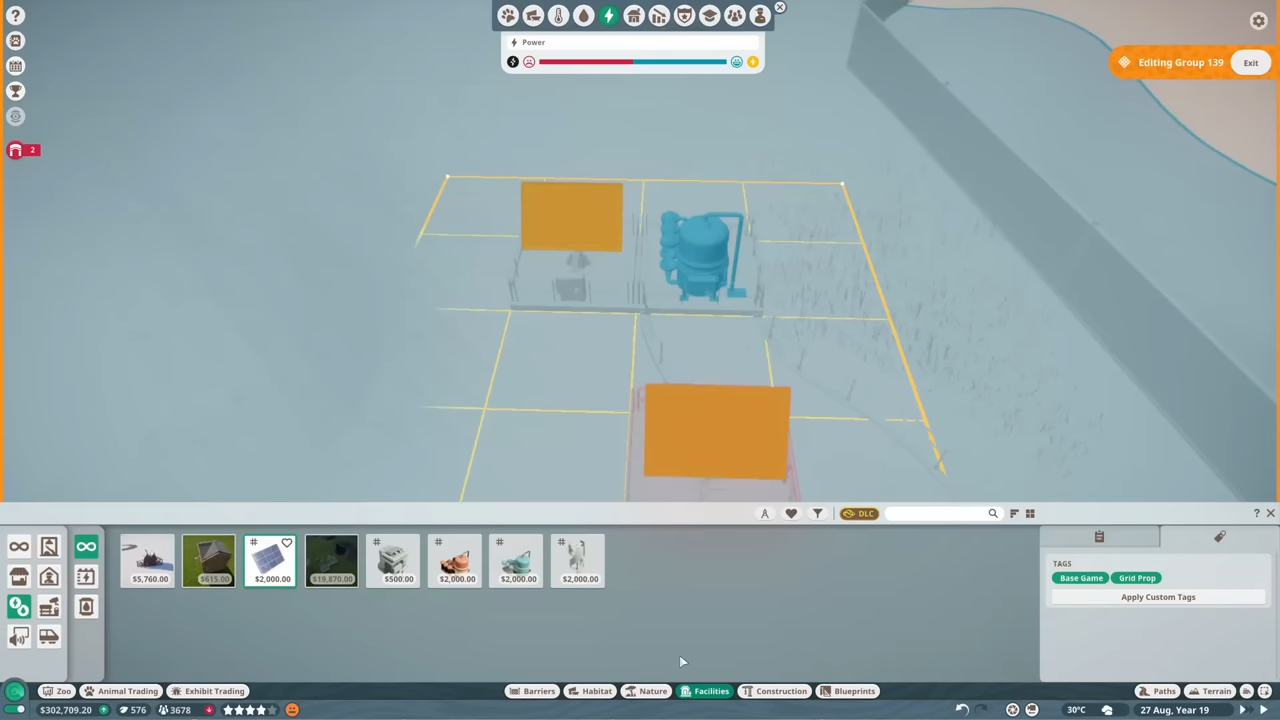 ?
Power
Editing Group 139
Exit
2
DLC
?
$5,760.00
$615.00
$2,000.00
$19,870.00
$500.00
$2,000.00
$2,000.00
$2,000.00
TAGS
Base Game
Grid Prop
Apply Custom Tags
Zoo
Animal Trading
Exhibit Trading
Barriers
Habitat
Nature
Facilities
Construction
Blueprints
Paths
Terrain
$302,709.20
576
3678
30°C
27 Aug, Year 19